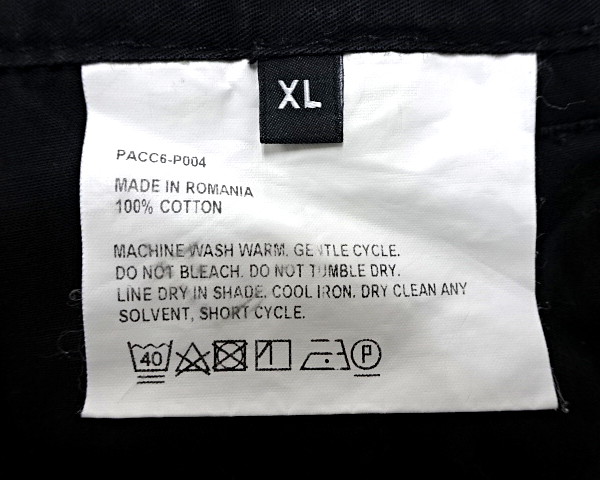 XL
PACC6-P004
MADE IN ROMANIA
100% COTTON
MACHINE WASH WARM. GENTLE CYCLE.
DO NOT BLEACH. DO NOT TUMBLE DRY.
LINE DRY IN SHADE. COOL IRON. DRY CLEAN ANY
SOLVENT, SHORT CYCLE.
40 P